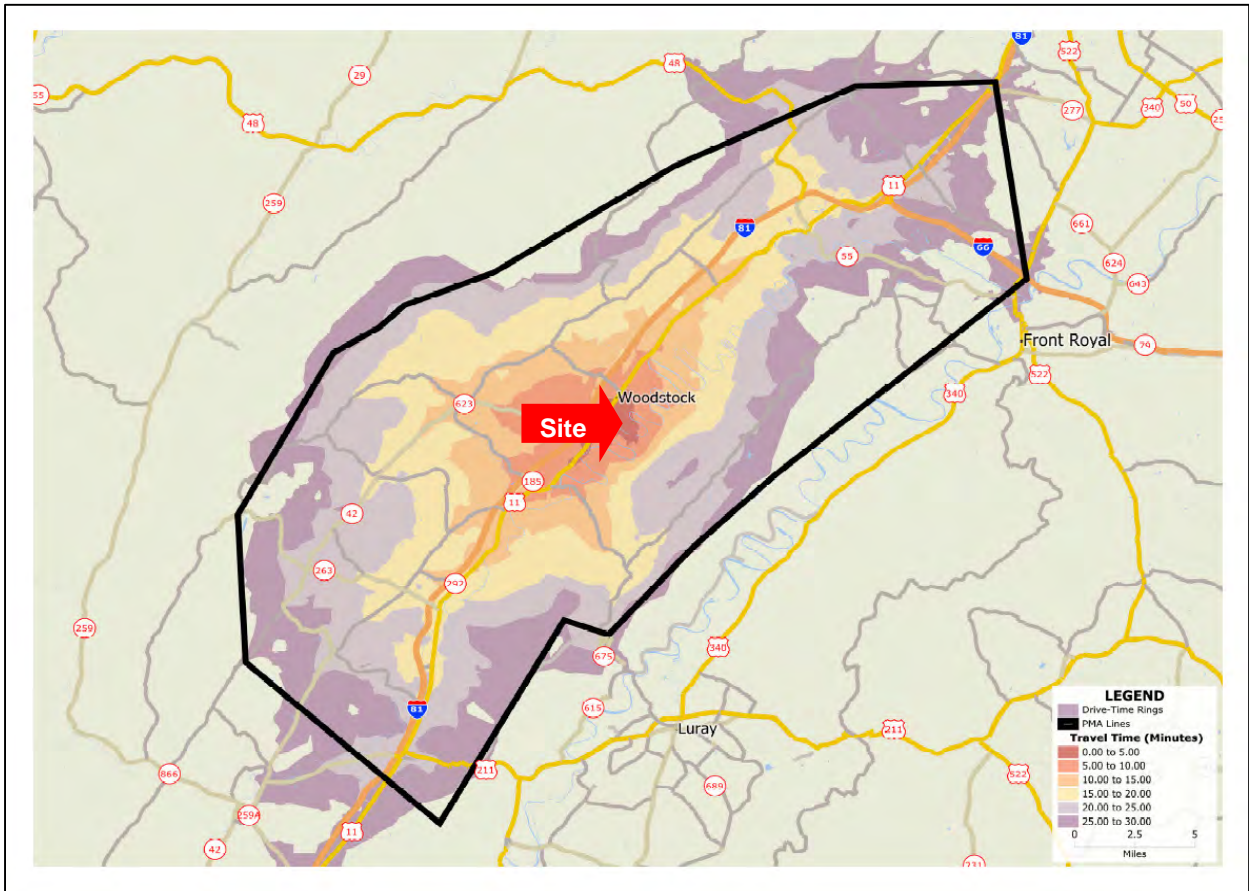 81
522
48
29
55
277
50
340
259
48
25
11
259
661
81
66
55
624
643
Front Royal
29
522
340
Woodstock
623
Site
185
11
42
263
292
259
675
340
81
615
Luray
211
211
866
689
522
259A
11
42
231
LEGEND
Drive-Time Rings
PMA Lines
Travel Time (Minutes)
0.00 to 5.00
5.00 to 10.00
10.00 to 15.00
15.00 to 20.00
20.00 to 25.00
25.00 to 30.00
0 2.5 5
Miles